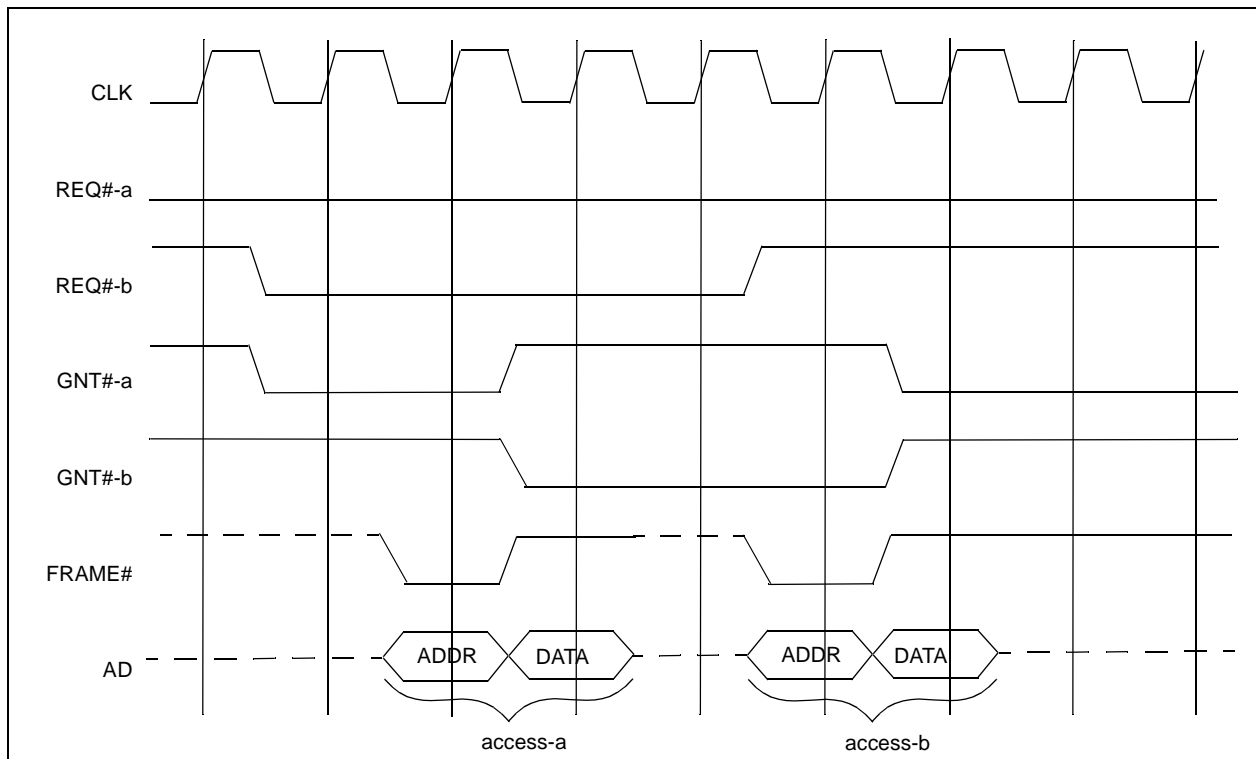 CLK
REQ#-a
REQ#-b
GNT#-a
GNT#-b
FRAME#
AD
ADDR
DATA
ADDR
DATA
access-a
access-b